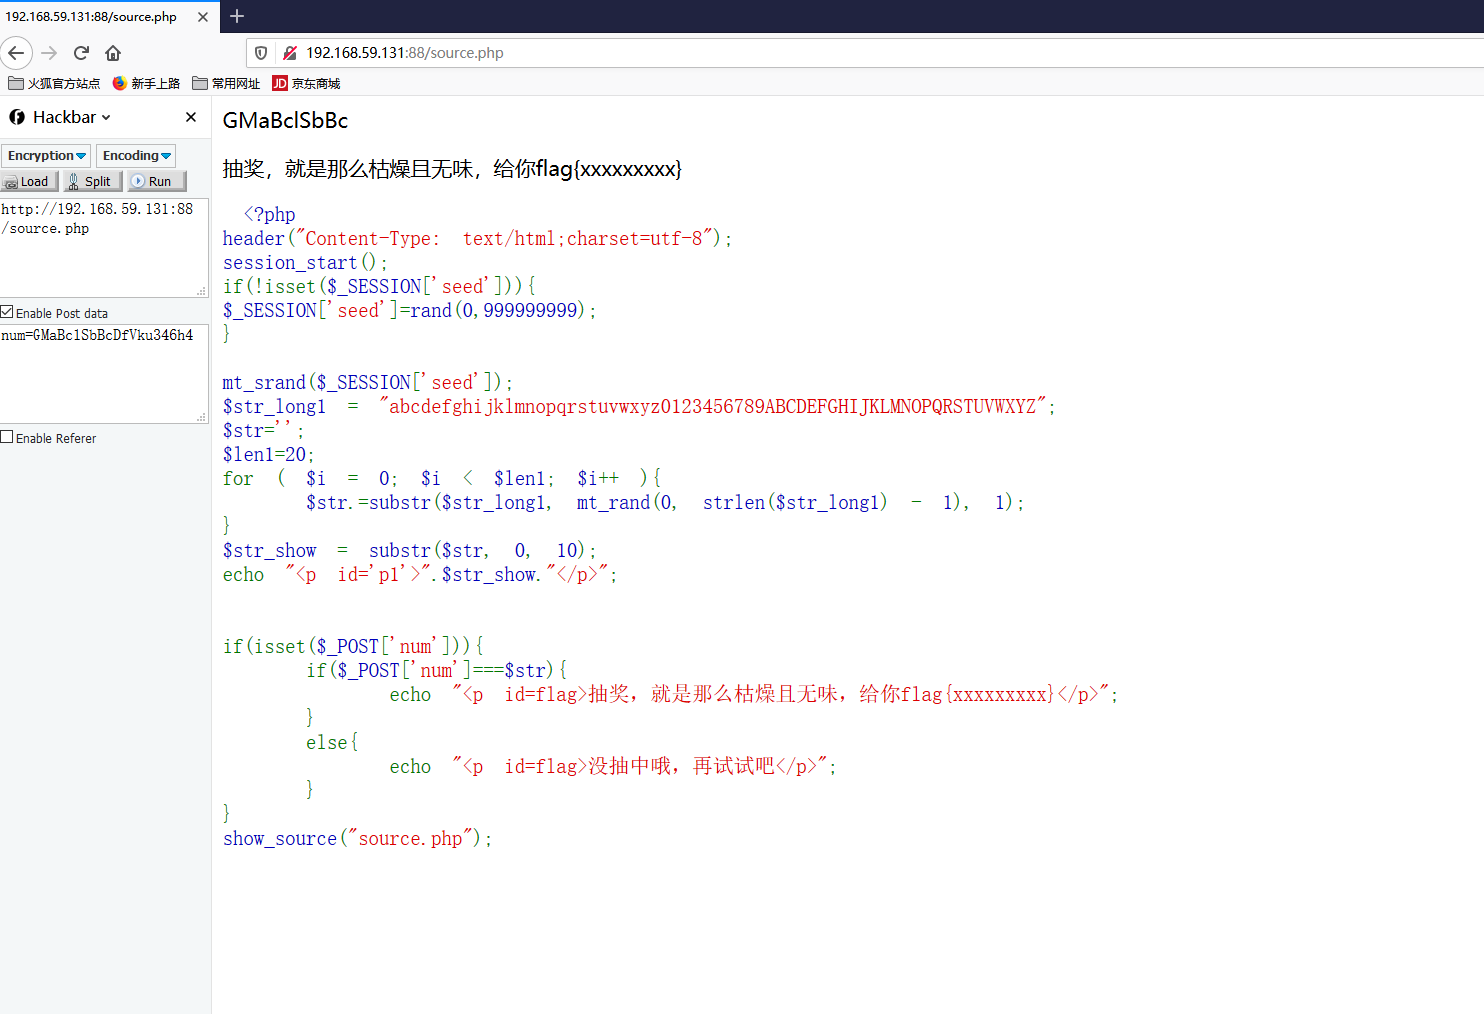 192.168.59.131:88/source.php
192.168.59.131:88/source.php
火狐官方站点 新手上路 常用网址 JD 京东商城
Hackbar
Encryption Encoding
Load Split Run
http://192.168.59.131:88
/source.php
Enable Post data
num=GMaBclSbBcDfVku346h4
Enable Referer
GMaBclSbBc
抽奖，就是那么枯燥且无味，给你flag{xxxxxxxxx}
<?php
header("Content-Type:  text/html;charset=utf-8");
session_start();
if(!isset($_SESSION['seed'])){
$_SESSION['seed']=rand(0,999999999);
}
mt_srand($_SESSION['seed']);
$str_long1  =  "abcdefghijklmnopqrstuvwxyz0123456789ABCDEFGHIJKLMNOPQRSTUVWXYZ";
$str='';
$len1=20;
for  (  $i  =  0;  $i  <  $len1;  $i++  ){
$str.=substr($str_long1,  mt_rand(0,  strlen($str_long1)  -  1),  1);
}
$str_show  =  substr($str,  0,  10);
echo  "<p  id='p1'>".$str_show."</p>";
if(isset($_POST['num'])){
if($_POST['num']===$str){
echo  "<p  id=flag>抽奖，就是那么枯燥且无味，给你flag{xxxxxxxxx}</p>";
}
else{
echo  "<p  id=flag>没抽中哦，再试试吧</p>";
}
}
show_source("source.php");